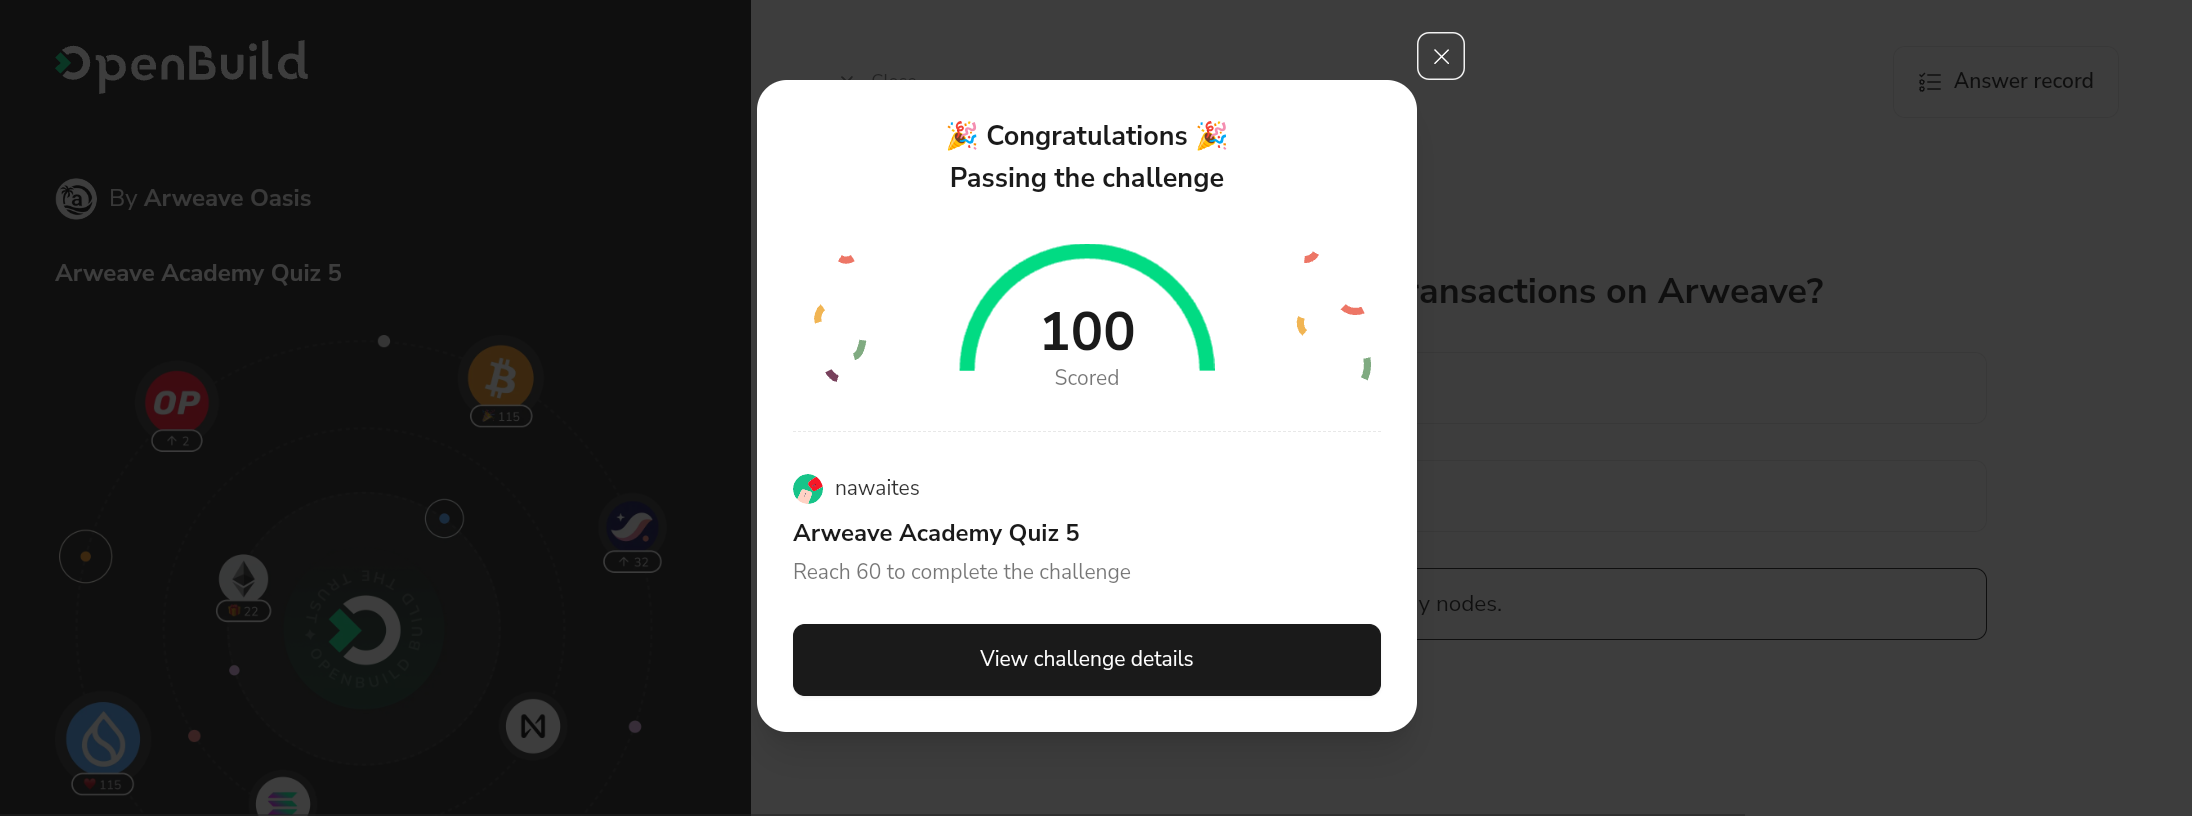 OpenBuild
By Arweave Oasis
Arweave Academy Quiz 5
OP
↑ 2
115
↑ 32
22
BUILD THE TRUST
OPENBUILD
115
Close
Answer record
ansactions on Arweave?
y nodes.
🎉 Congratulations 🎉
Passing the challenge
100
Scored
nawaites
Arweave Academy Quiz 5
Reach 60 to complete the challenge
View challenge details